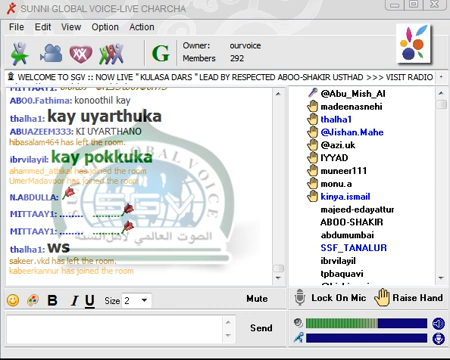 SUNNI GLOBAL VOICE-LIVE CHARCHA
File Edit View Option Action
G
Owner: ourvoice
Members 292
WELCOME TO SGV :: NOW LIVE " KULASA DARS " LEAD BY RESPECTED ABOO-SHAKIR USTHAD >>> VISIT RADIO
ABOO.Fathima: konoothil kay
thalha1: kay uyarthuka
ABUAZEEM333: KI UYARTHANO
hibasalam464 has left the room.
ibrvilayil: kay pokkuka
ahammed_attakki has joined the room
UmerMadavoor has joined the room
N.ABDULLA:
MITTAAY1: ....... .......
MITTAAY1: ....... .......
thalha1: ws
sakeer.vkd has left the room.
kabeerkannur has joined the room
SGV
الصوت العالمي لأهل السنة
@Abu_Mish_Al
madeenasnehi
thalha1
@Jishan.Mahe
@azi.uk
IYYAD
muneer111
monu.a
kinya.ismail
majeed-edayattur
ABOO-SHAKIR
abdumumbai
SSF_TANALUR
ibrvilayil
tpbaquavi
B I U Size 2 Mute
Lock On Mic Raise Hand
Send